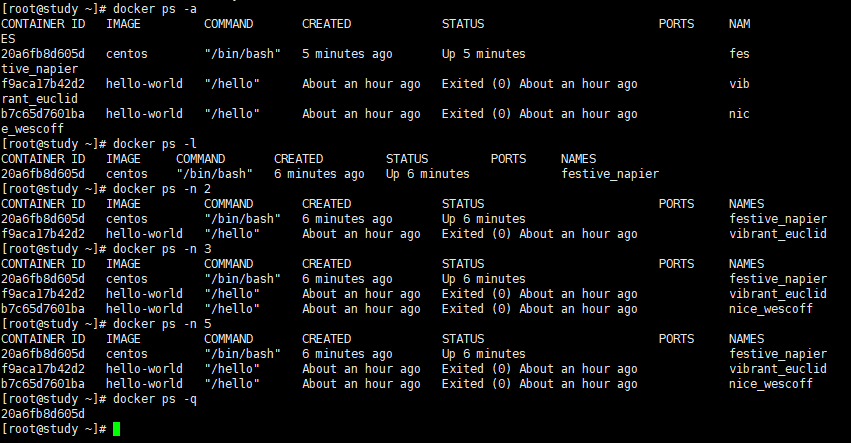 [root@study ~]# docker ps -a
CONTAINER ID   IMAGE         COMMAND       CREATED             STATUS                         PORTS     NAM
ES
20a6fb8d605d   centos        "/bin/bash"   5 minutes ago       Up 5 minutes                             fes
tive_napier
f9aca17b42d2   hello-world   "/hello"      About an hour ago   Exited (0) About an hour ago             vib
rant_euclid
b7c65d7601ba   hello-world   "/hello"      About an hour ago   Exited (0) About an hour ago             nic
e_wescoff
[root@study ~]# docker ps -l
CONTAINER ID   IMAGE     COMMAND       CREATED         STATUS         PORTS     NAMES
20a6fb8d605d   centos    "/bin/bash"   6 minutes ago   Up 6 minutes             festive_napier
[root@study ~]# docker ps -n 2
CONTAINER ID   IMAGE         COMMAND       CREATED             STATUS                         PORTS     NAMES
20a6fb8d605d   centos        "/bin/bash"   6 minutes ago       Up 6 minutes                             festive_napier
f9aca17b42d2   hello-world   "/hello"      About an hour ago   Exited (0) About an hour ago             vibrant_euclid
[root@study ~]# docker ps -n 3
CONTAINER ID   IMAGE         COMMAND       CREATED             STATUS                         PORTS     NAMES
20a6fb8d605d   centos        "/bin/bash"   6 minutes ago       Up 6 minutes                             festive_napier
f9aca17b42d2   hello-world   "/hello"      About an hour ago   Exited (0) About an hour ago             vibrant_euclid
b7c65d7601ba   hello-world   "/hello"      About an hour ago   Exited (0) About an hour ago             nice_wescoff
[root@study ~]# docker ps -n 5
CONTAINER ID   IMAGE         COMMAND       CREATED             STATUS                         PORTS     NAMES
20a6fb8d605d   centos        "/bin/bash"   6 minutes ago       Up 6 minutes                             festive_napier
f9aca17b42d2   hello-world   "/hello"      About an hour ago   Exited (0) About an hour ago             vibrant_euclid
b7c65d7601ba   hello-world   "/hello"      About an hour ago   Exited (0) About an hour ago             nice_wescoff
[root@study ~]# docker ps -q
20a6fb8d605d
[root@study ~]#